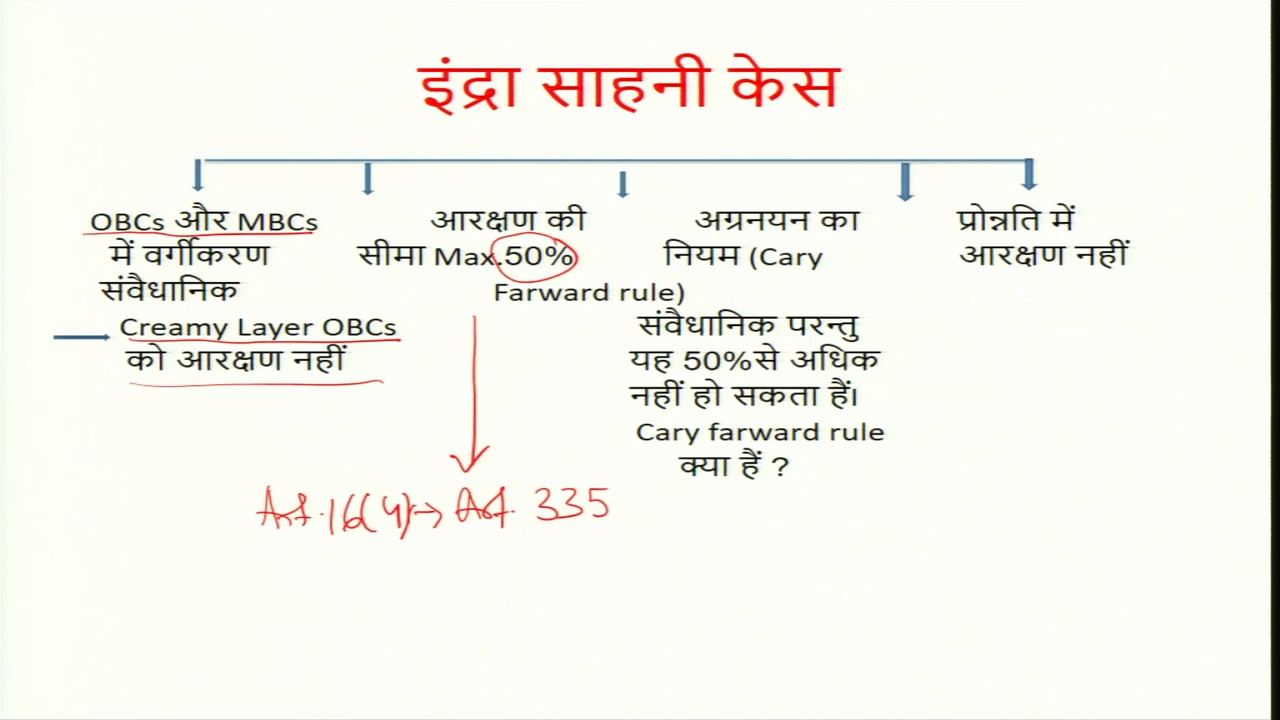 इंद्रा साहनी केस
OBCs और MBCs
में वर्गीकरण
संवैधानिक
Creamy Layer OBCs
को आरक्षण नहीं
आरक्षण की
सीमा Max.50%
अग्रनयन का
नियम (Cary
Farward rule)
संवैधानिक परन्तु
यह 50%से अधिक
नहीं हो सकता हैं।
Cary farward rule
क्या हैं ?
प्रोन्नति में
आरक्षण नहीं
Art.16(4)→ Art. 335